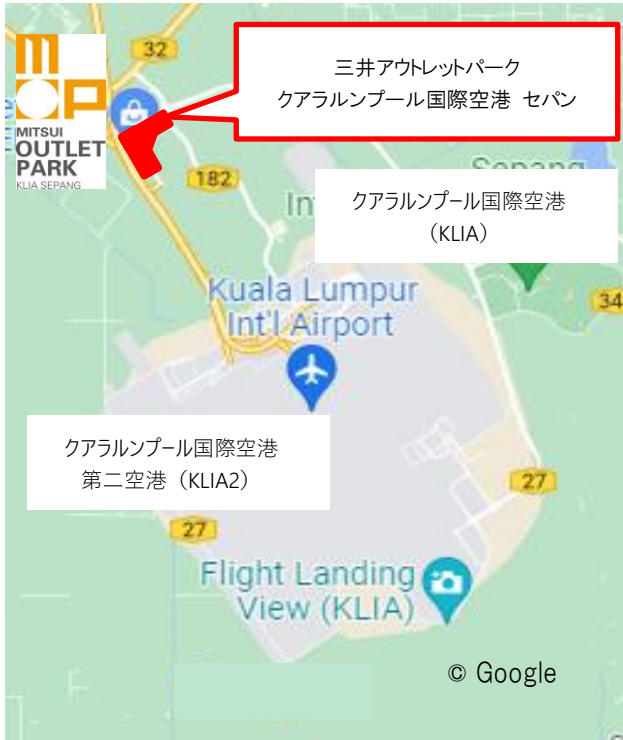 mop
MITSUI
OUTLET
PARK
KLIA SEPANG
32
三井アウトレットパーク
クアラルンプール国際空港 セパン
182
Sepang
In
クアラルンプール国際空港
（KLIA）
34
Kuala Lumpur
Int'l Airport
クアラルンプール国際空港
第二空港（KLIA2）
27
27
Flight Landing
View (KLIA)
© Google